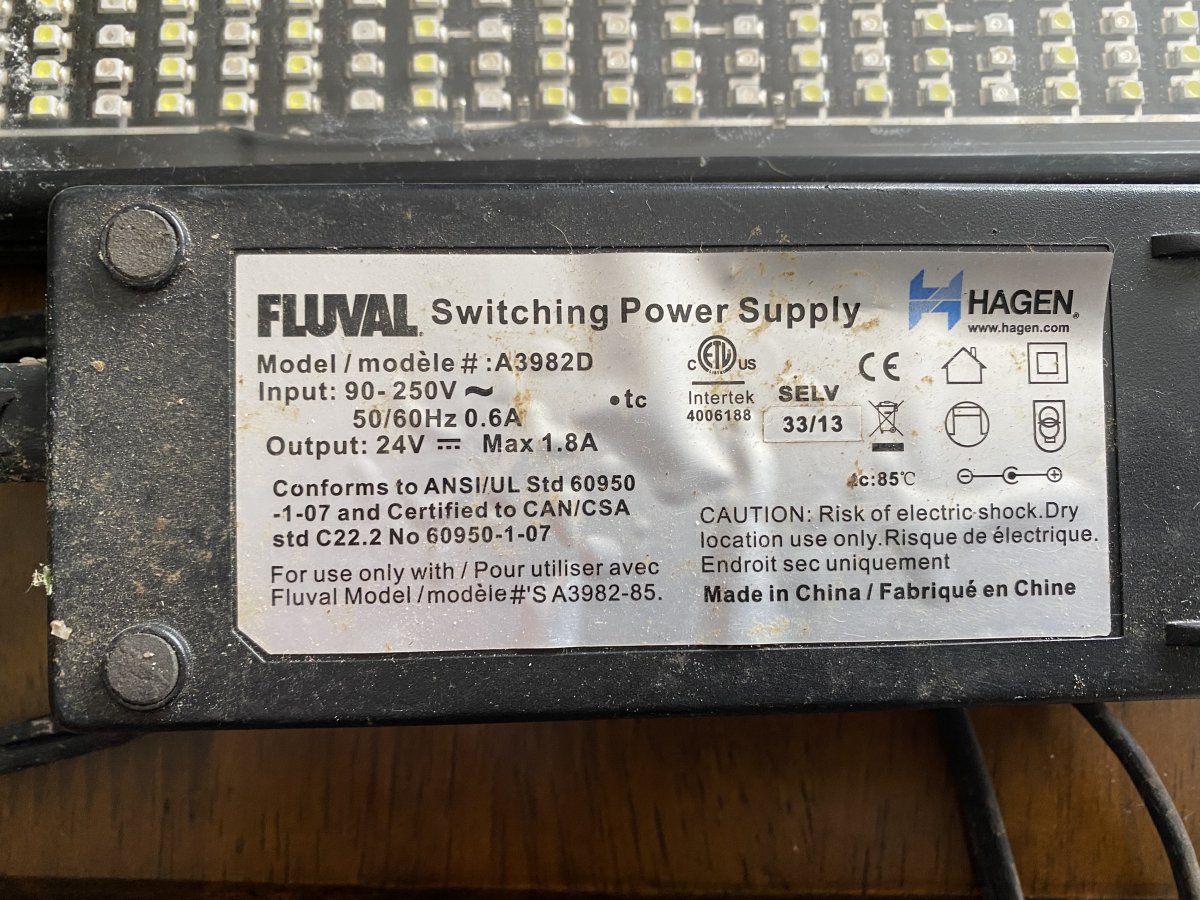 FLUVAL® Switching Power Supply
HAGEN®
www.hagen.com
Model / modèle # :A3982D
Input: 90- 250V ~
50/60Hz 0.6A
Output: 24V ⎓ Max 1.8A
•tc
c ETL us
Intertek
4006188
SELV
33/13
CE
tc:85℃
Conforms to ANSI/UL Std 60950
-1-07 and Certified to CAN/CSA
std C22.2 No 60950-1-07
For use only with / Pour utiliser avec
Fluval Model /modèle#'S A3982-85.
CAUTION: Risk of electric shock.Dry
location use only.Risque de électrique.
Endroit sec uniquement
Made in China / Fabriqué en Chine